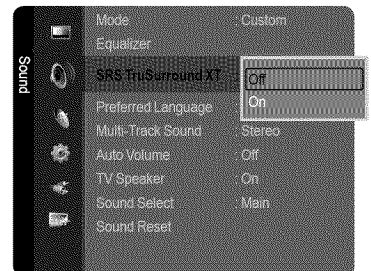 Sound
Mode : Custom
Equalizer
SRS TruSurround XT
Off
On
Preferred Language :
Multi-Track Sound : Stereo
Auto Volume : Off
TV Speaker : On
Sound Select : Main
Sound Reset